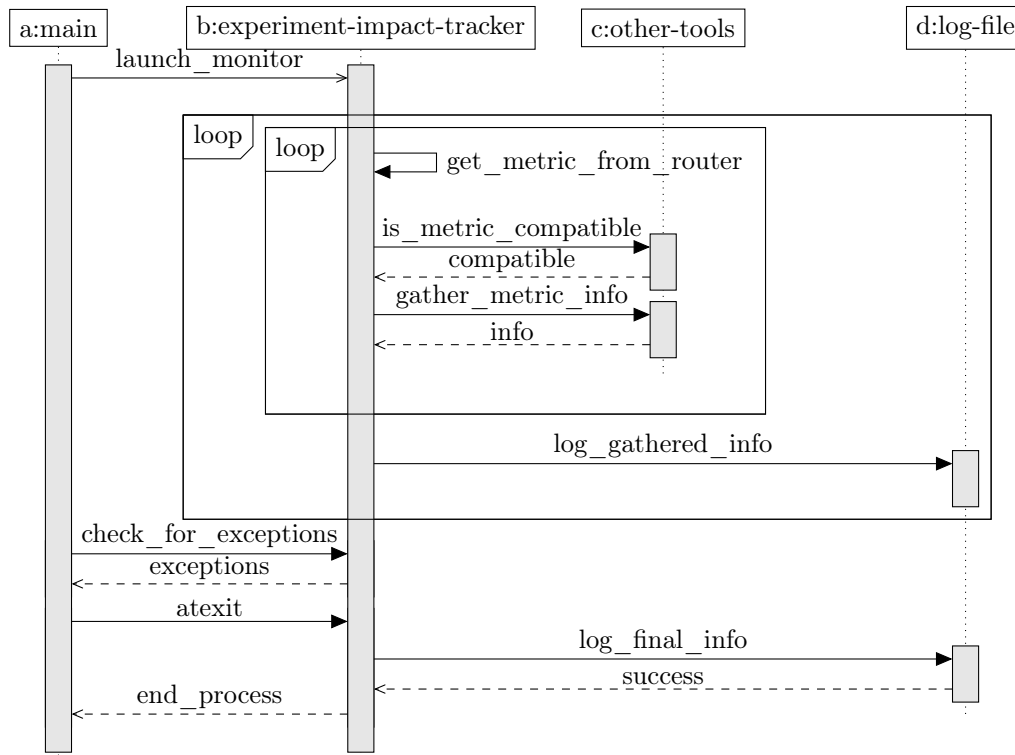 a:main
b:experiment-impact-tracker
c:other-tools
d:log-file
launch_monitor
loop
loop
get_metric_from_router
is_metric_compatible
compatible
gather_metric_info
info
log_gathered_info
check_for_exceptions
exceptions
atexit
log_final_info
success
end_process